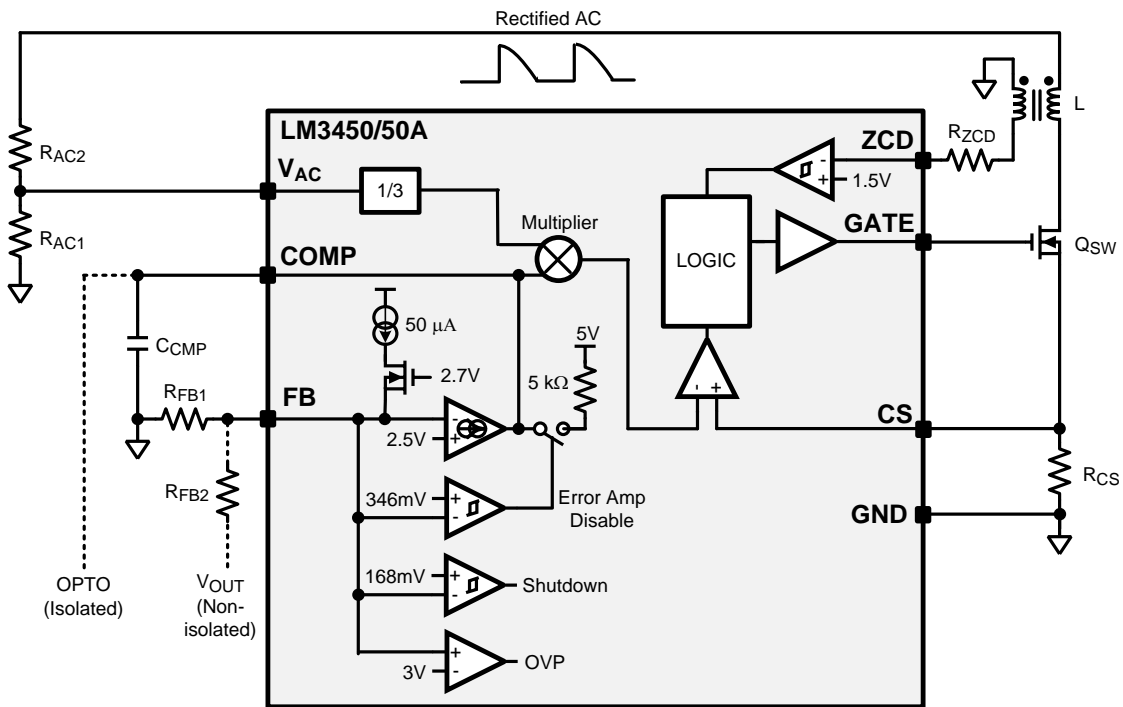 Rectified AC
LM3450/50A
RAC2
VAC
1/3
RAC1
COMP
Multiplier
ZCD
RZCD
L
-
+
1.5V
GATE
QSW
LOGIC
50 μA
5V
CCMP
2.7V
5 kΩ
RFB1
FB
-
+
2.5V
-
+
CS
RCS
RFB2
346mV
+
-
Error Amp
Disable
GND
OPTO
(Isolated)
VOUT
(Non-
isolated)
168mV
+
-
Shutdown
+
-
3V
OVP